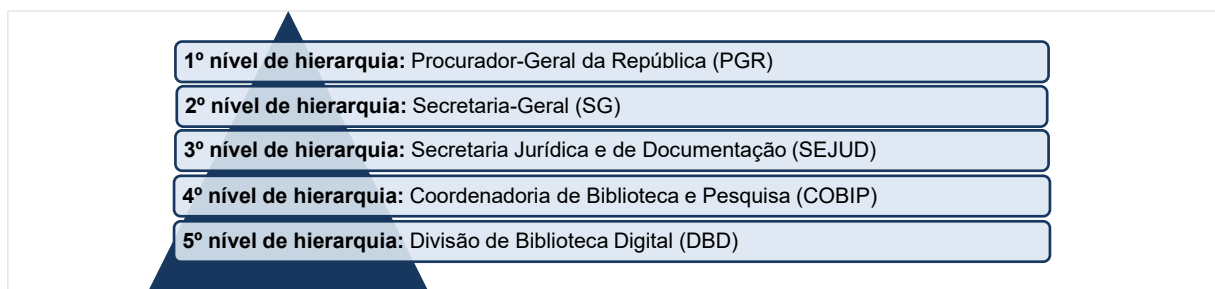 1º nível de hierarquia: Procurador-Geral da República (PGR)
2º nível de hierarquia: Secretaria-Geral (SG)
3º nível de hierarquia: Secretaria Jurídica e de Documentação (SEJUD)
4º nível de hierarquia: Coordenadoria de Biblioteca e Pesquisa (COBIP)
5º nível de hierarquia: Divisão de Biblioteca Digital (DBD)